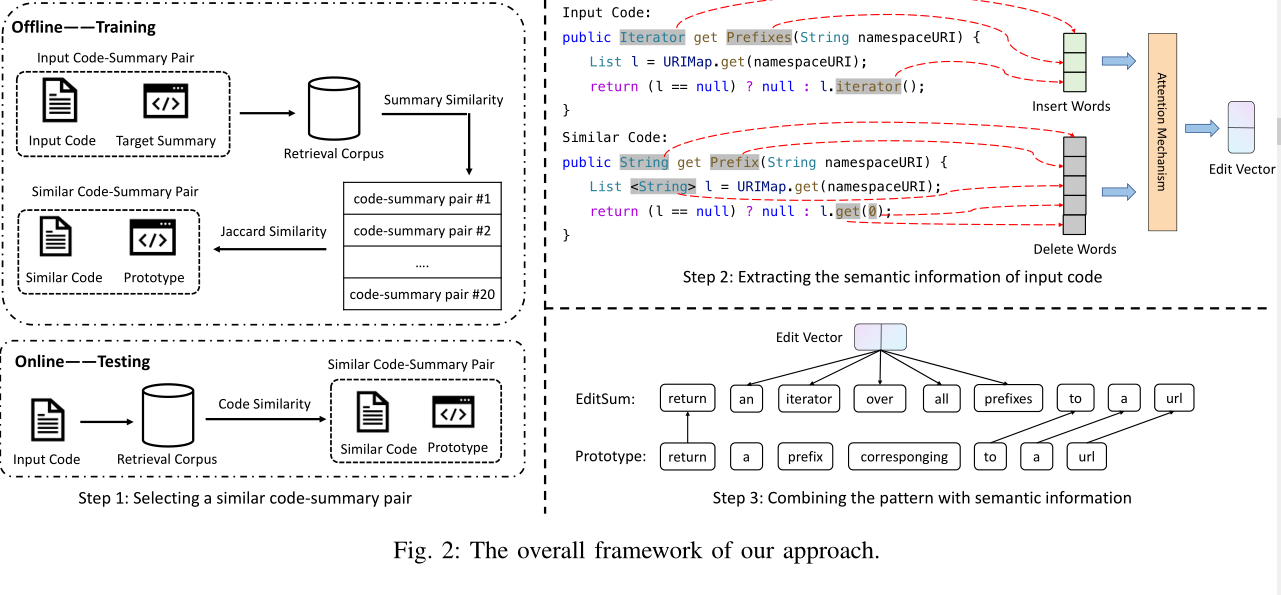 Offline——Training
Input Code-Summary Pair
Input Code
Target Summary
Retrieval Corpus
Summary Similarity
code-summary pair #1
code-summary pair #2
....
code-summary pair #20
Jaccard Similarity
Similar Code-Summary Pair
Similar Code
Prototype
Online——Testing
Input Code
Retrieval Corpus
Code Similarity
Similar Code-Summary Pair
Similar Code
Prototype
Step 1: Selecting a similar code-summary pair
Input Code:
public Iterator get Prefixes(String namespaceURI) {
List l = URIMap.get(namespaceURI);
return (l == null) ? null : l.iterator();
}
Insert Words
Similar Code:
public String get Prefix(String namespaceURI) {
List <String> l = URIMap.get(namespaceURI);
return (l == null) ? null : l.get(0);
}
Delete Words
Attention Mechanism
Edit Vector
Step 2: Extracting the semantic information of input code
Edit Vector
EditSum: return an iterator over all prefixes to a url
Prototype: return a prefix corresponging to a url
Step 3: Combining the pattern with semantic information
Fig. 2: The overall framework of our approach.